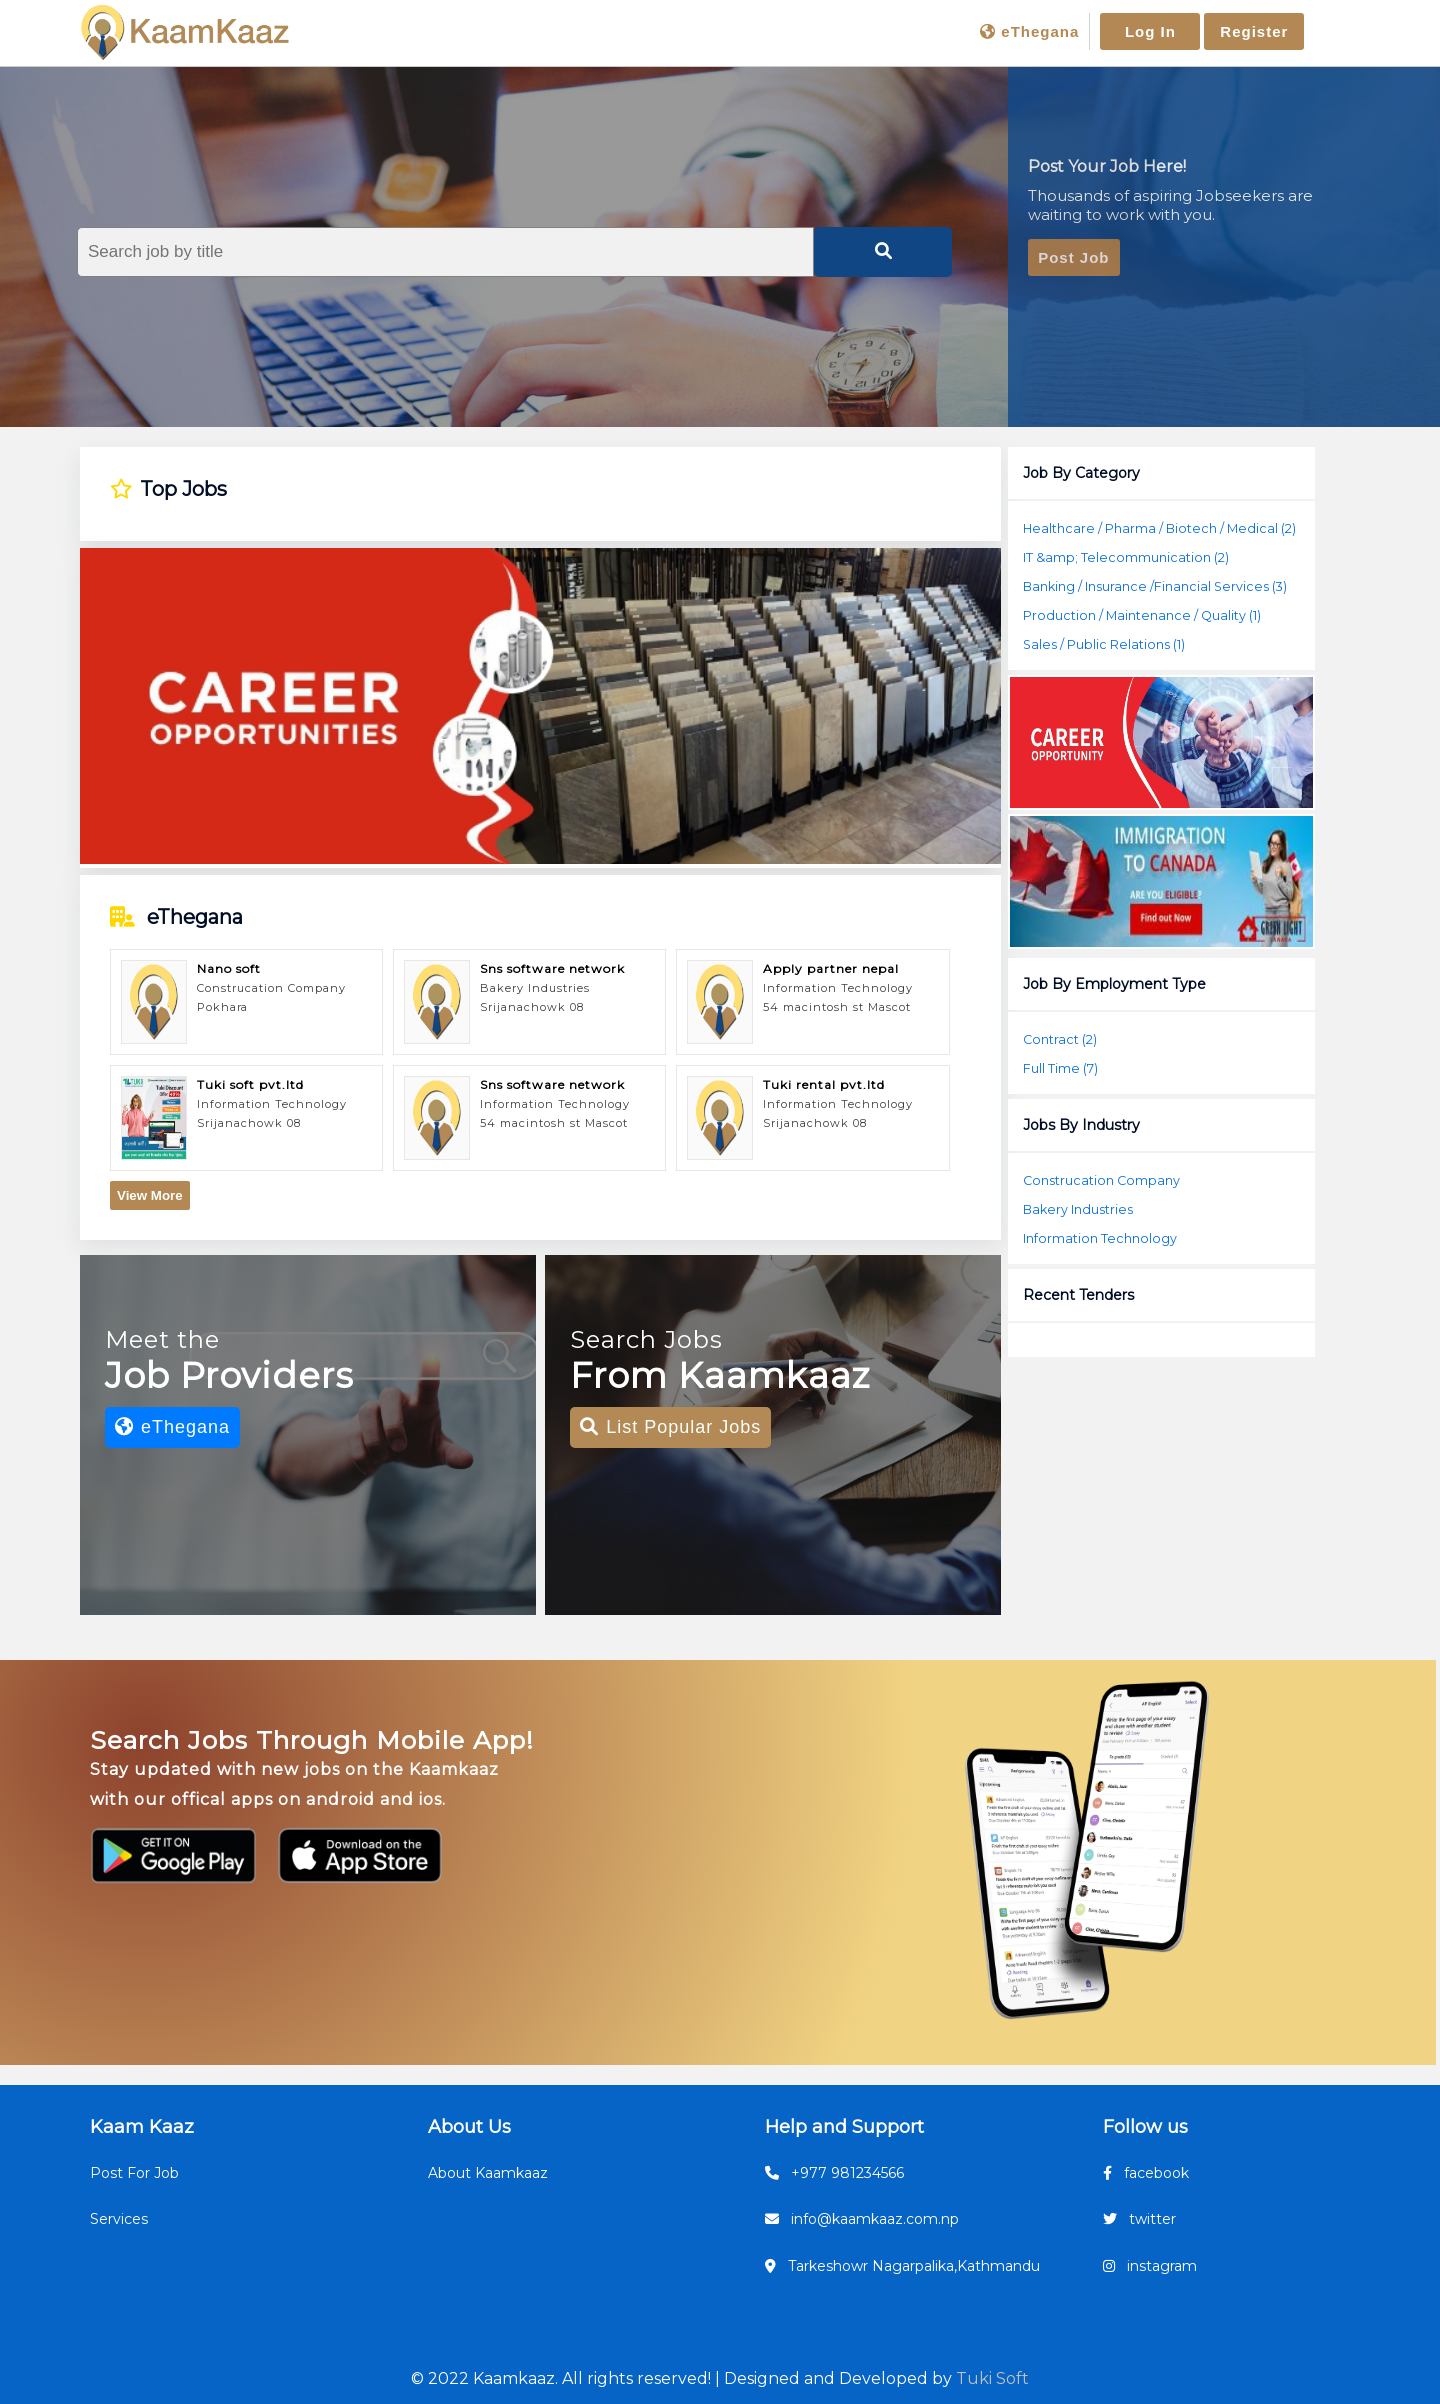 KaamKaaz
eThegana
Log In
Register
Search job by title
Post Your Job Here!
Thousands of aspiring Jobseekers are
waiting to work with you.
Post Job
Top Jobs
CAREER
OPPORTUNITIES
eThegana
Nano soft
Construcation Company
Pokhara
Sns software network
Bakery Industries
Srijanachowk 08
Apply partner nepal
Information Technology
54 macintosh st Mascot
Tuki soft pvt.ltd
Information Technology
Srijanachowk 08
Sns software network
Information Technology
54 macintosh st Mascot
Tuki rental pvt.ltd
Information Technology
Srijanachowk 08
View More
Meet the
Job Providers
eThegana
Search Jobs
From Kaamkaaz
List Popular Jobs
Job By Category
Healthcare / Pharma / Biotech / Medical (2)
IT &amp; Telecommunication (2)
Banking / Insurance /Financial Services (3)
Production / Maintenance / Quality (1)
Sales / Public Relations (1)
CAREER
OPPORTUNITY
IMMIGRATION
TO CANADA
ARE YOU ELIGIBLE?
Find out Now
GREEN LIGHT
CANADA
Job By Employment Type
Contract (2)
Full Time (7)
Jobs By Industry
Construcation Company
Bakery Industries
Information Technology
Recent Tenders
Search Jobs Through Mobile App!
Stay updated with new jobs on the Kaamkaaz
with our offical apps on android and ios.
GET IT ON
Google Play
Download on the
App Store
Kaam Kaaz
Post For Job
Services
About Us
About Kaamkaaz
Help and Support
+977 981234566
info@kaamkaaz.com.np
Tarkeshowr Nagarpalika,Kathmandu
Follow us
facebook
twitter
instagram
© 2022 Kaamkaaz. All rights reserved! | Designed and Developed by Tuki Soft